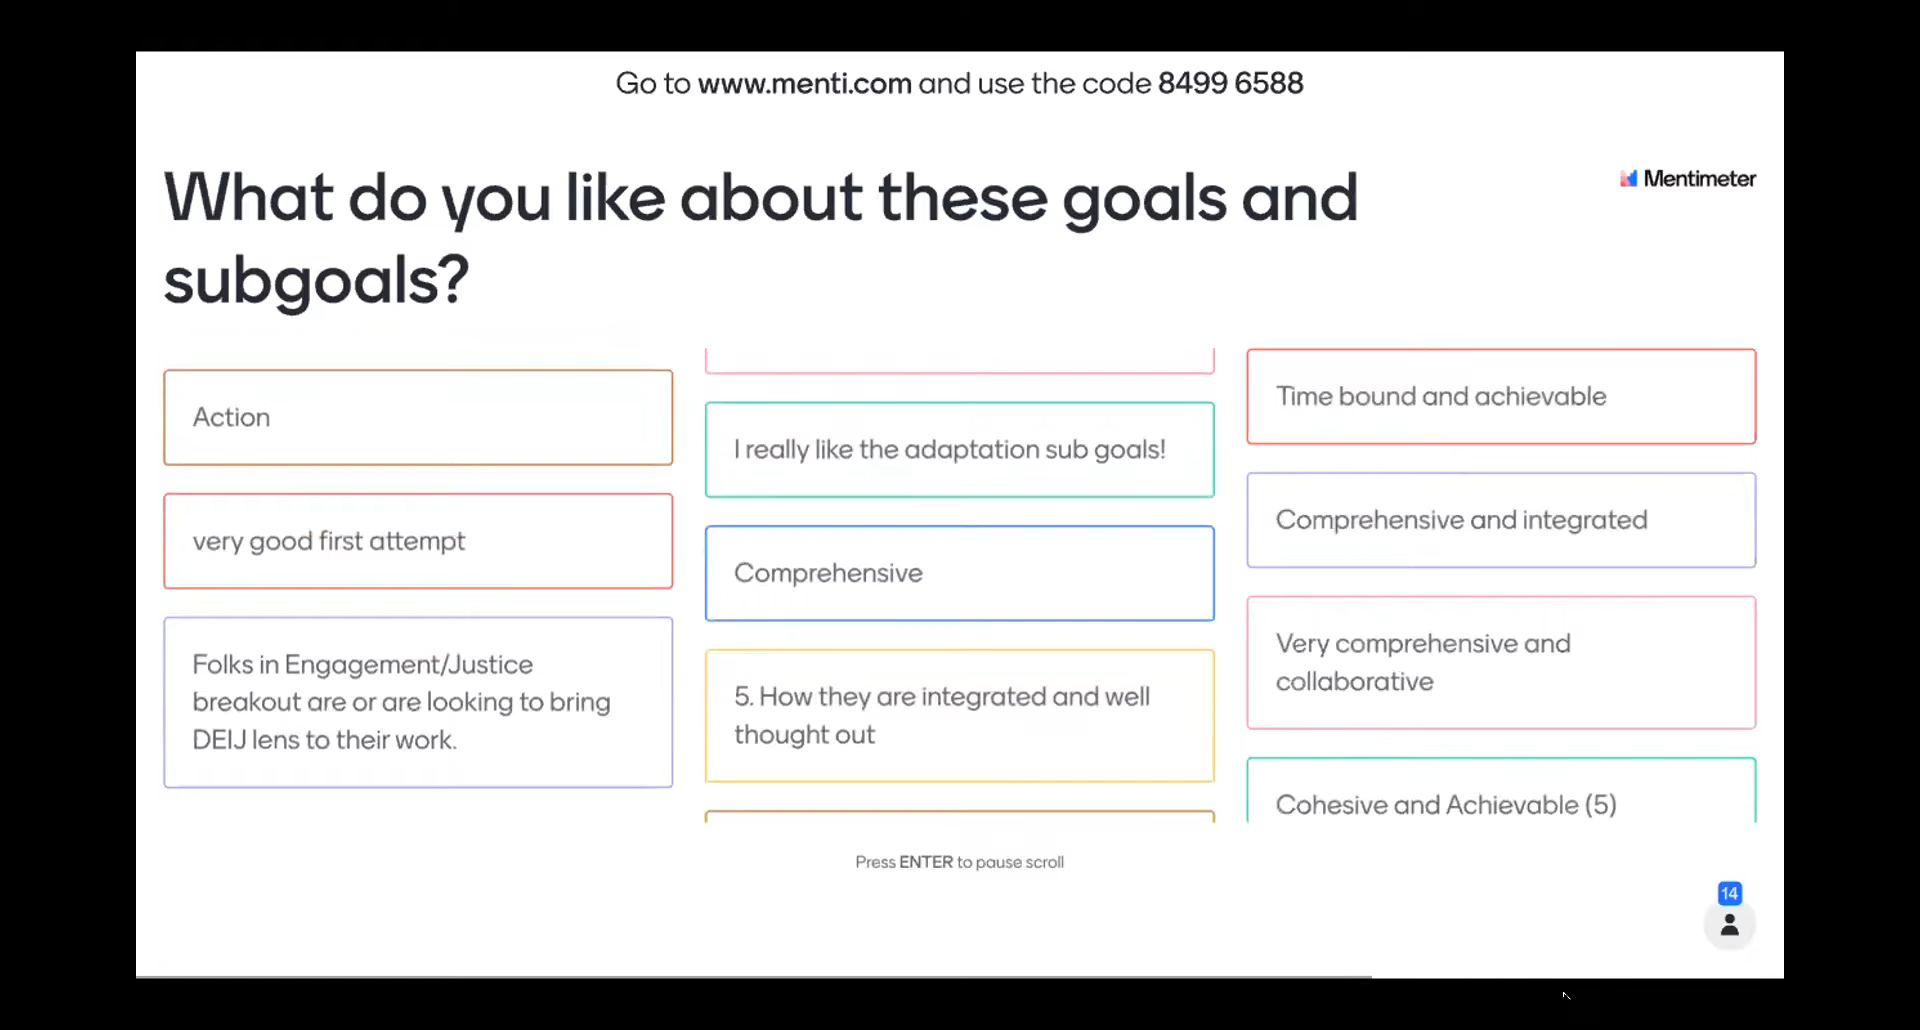 Go to www.menti.com and use the code 8499 6588
What do you like about these goals and
subgoals?
Mentimeter
Action
very good first attempt
Folks in Engagement/Justice
breakout are or are looking to bring
DEIJ lens to their work.
I really like the adaptation sub goals!
Comprehensive
5. How they are integrated and well
thought out
Time bound and achievable
Comprehensive and integrated
Very comprehensive and
collaborative
Cohesive and Achievable (5)
Press ENTER to pause scroll
14